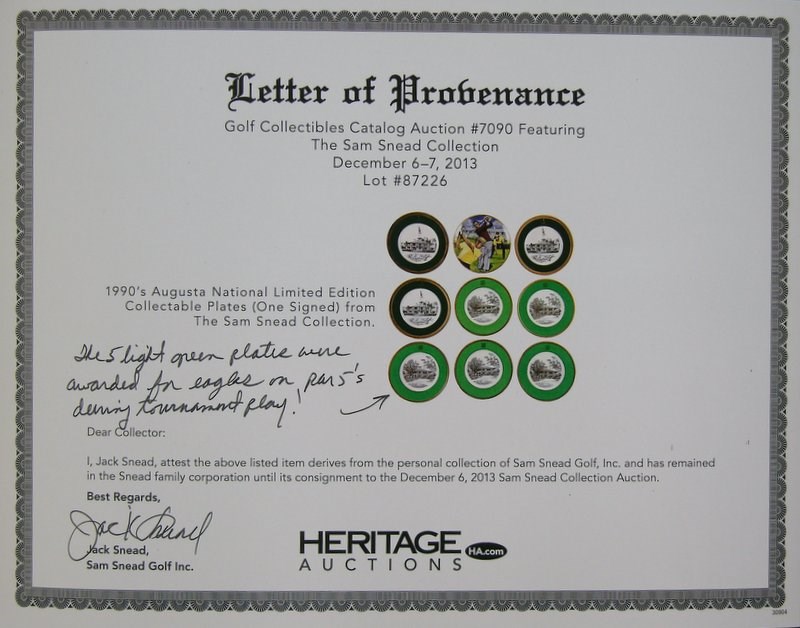 Letter of Provenance
Golf Collectibles Catalog Auction #7090 Featuring
The Sam Snead Collection
December 6–7, 2013
Lot #87226
1990's Augusta National Limited Edition
Collectable Plates (One Signed) from
The Sam Snead Collection.
The 5 light green plates were
awarded for eagles on par 5's
during tournament play!
Dear Collector:
I, Jack Snead, attest the above listed item derives from the personal collection of Sam Snead Golf, Inc. and has remained
in the Snead family corporation until its consignment to the December 6, 2013 Sam Snead Collection Auction.
Best Regards,
Jack Snead
Jack Snead,
Sam Snead Golf Inc.
HERITAGE HA.com
AUCTIONS